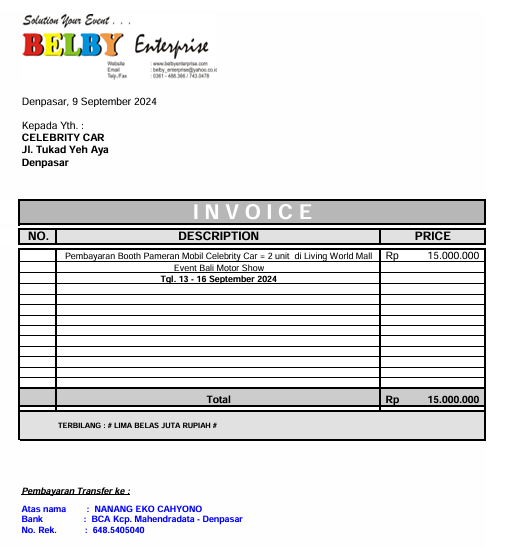 Solution Your Event . . .
BELBY Enterprise
Website : www.belbyenterprise.com
Email : belby_enterprise@yahoo.co.id
Telp./Fax : 0361 - 488.366 / 743.0478
Denpasar, 9 September 2024
Kepada Yth. :
CELEBRITY CAR
Jl. Tukad Yeh Aya
Denpasar
INVOICE
NO. DESCRIPTION PRICE
Pembayaran Booth Pameran Mobil Celebrity Car = 2 unit di Living World Mall Rp 15.000.000
Event Bali Motor Show
Tgl. 13 - 16 September 2024
Total Rp 15.000.000
TERBILANG : # LIMA BELAS JUTA RUPIAH #
Pembayaran Transfer ke :
Atas nama : NANANG EKO CAHYONO
Bank : BCA Kcp. Mahendradata - Denpasar
No. Rek. : 648.5405040